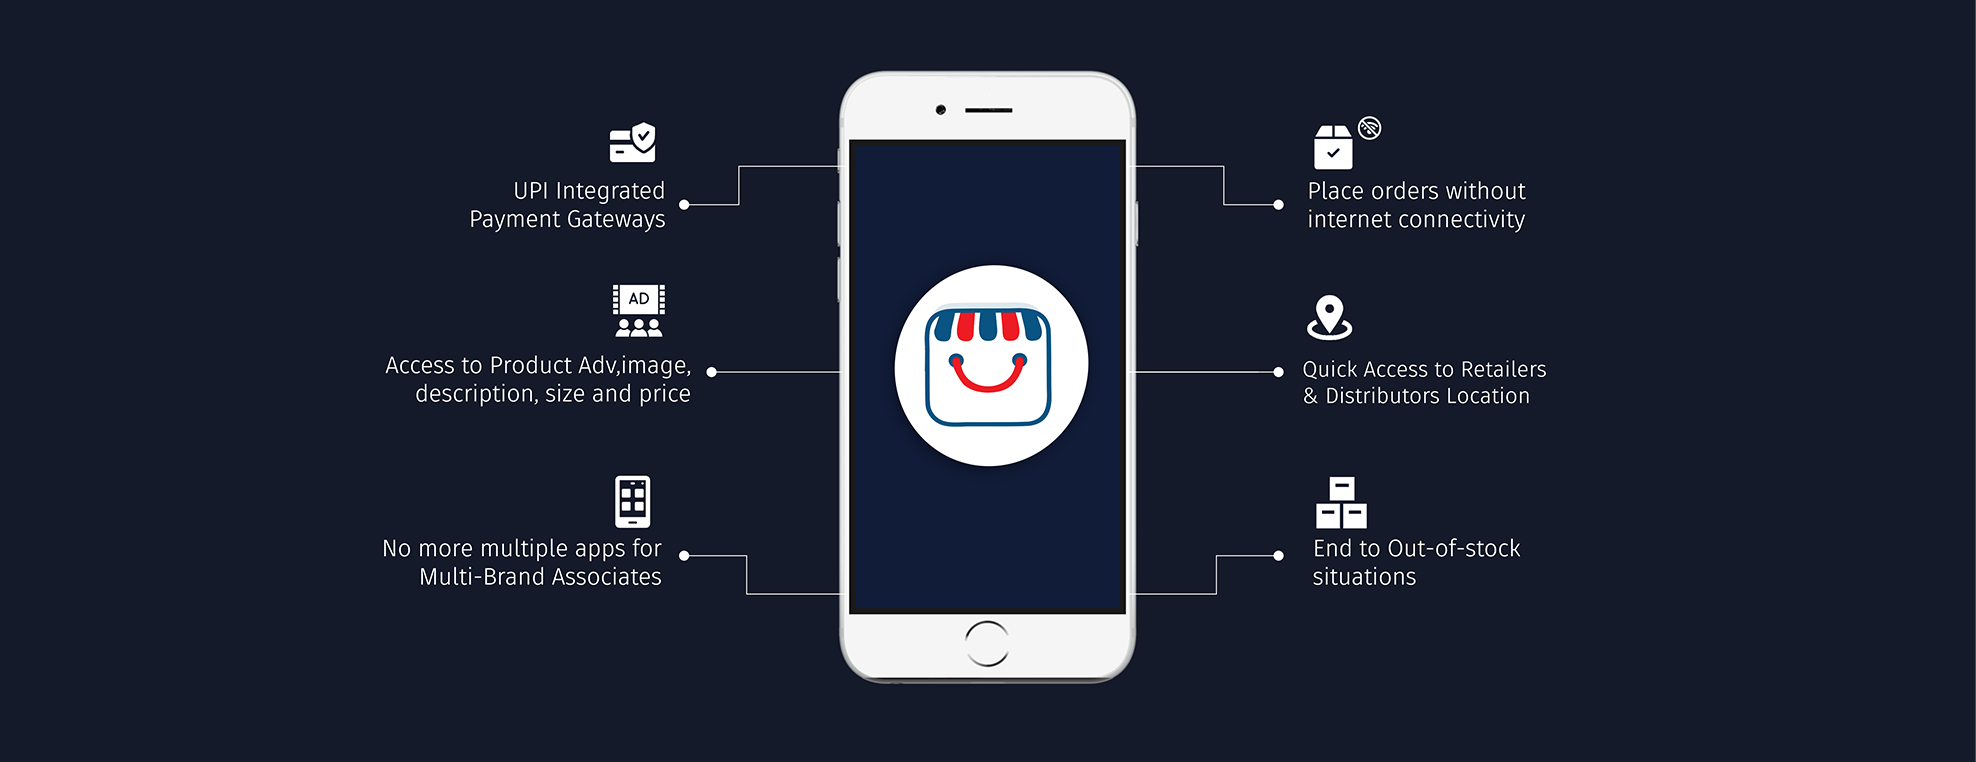 UPI Integrated
Payment Gateways
AD
Access to Product Adv,image,
description, size and price
No more multiple apps for
Multi-Brand Associates
Place orders without
internet connectivity
Quick Access to Retailers
& Distributors Location
End to Out-of-stock
situations